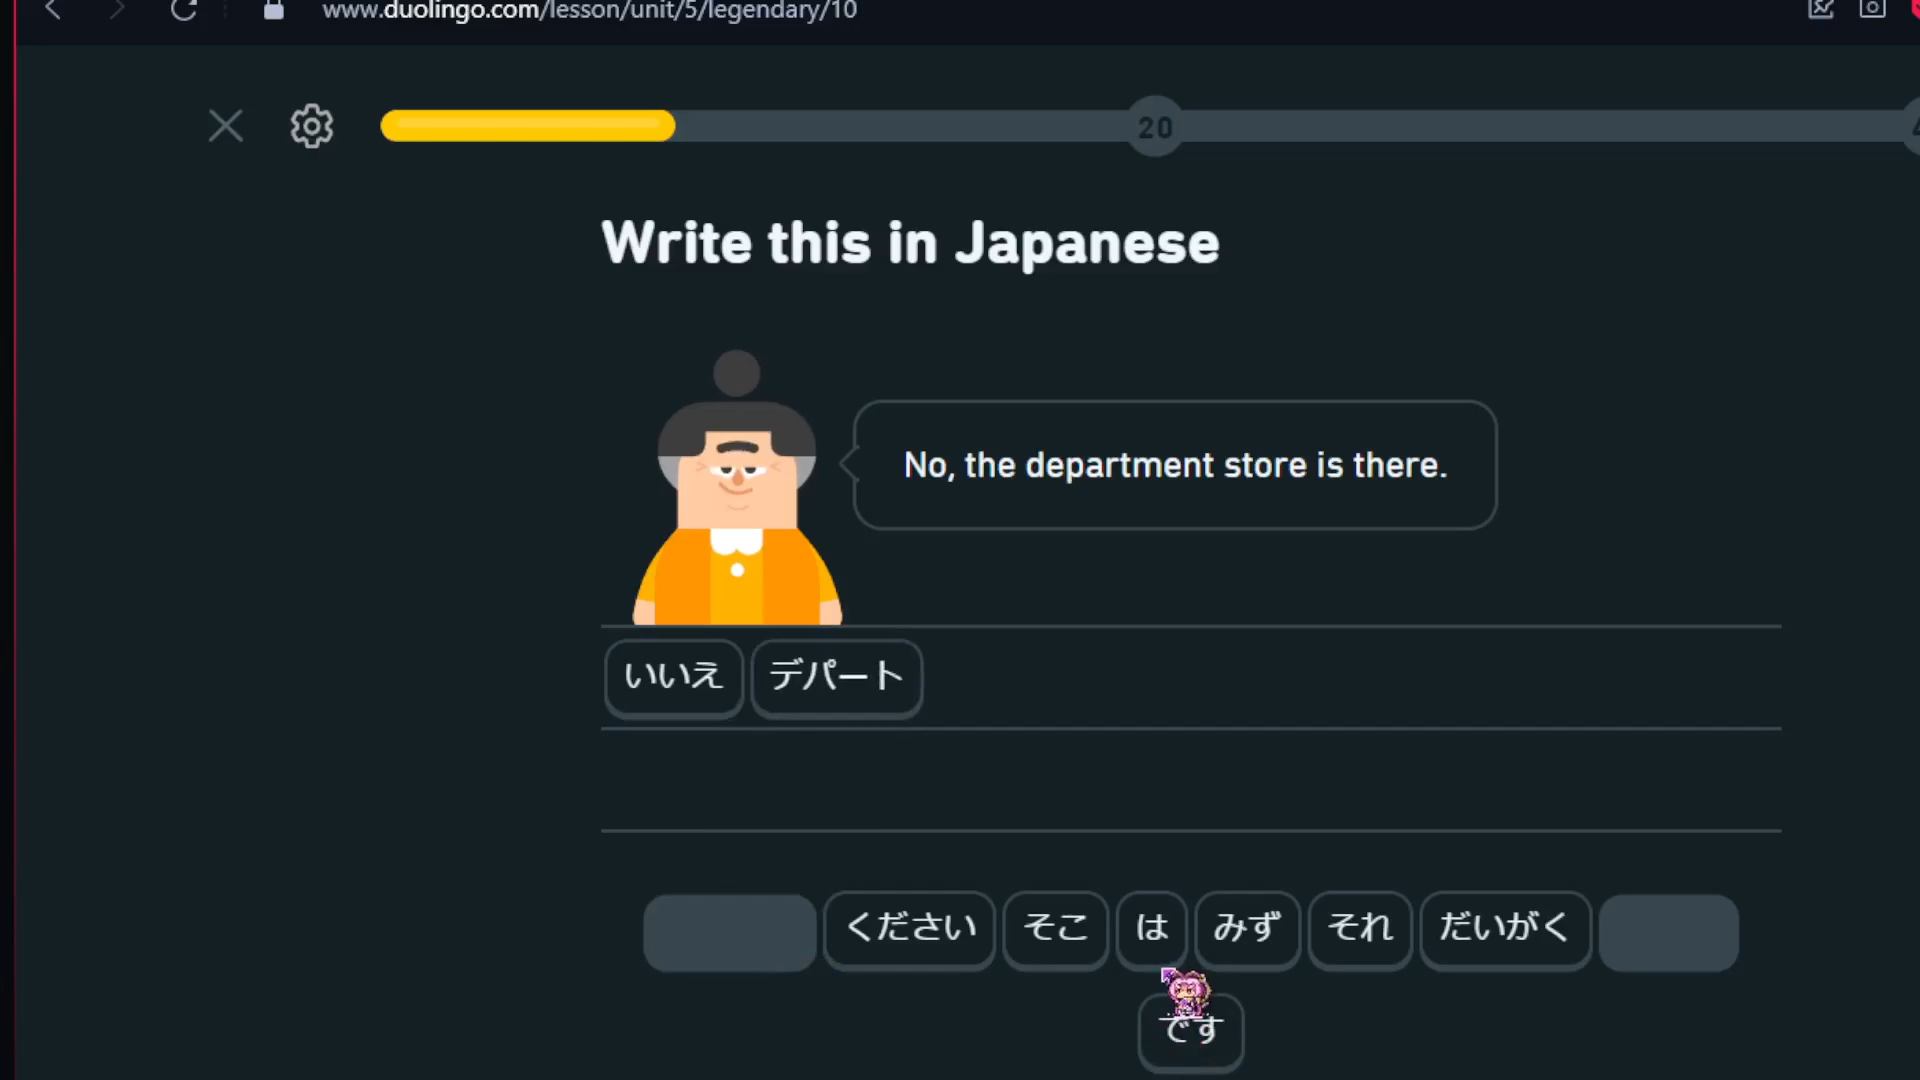 www.duolingo.com/lesson/unit/5/legendary/10
20
Write this in Japanese
No, the department store is there.
いいえ デパート
ください そこ は みず それ だいがく
です